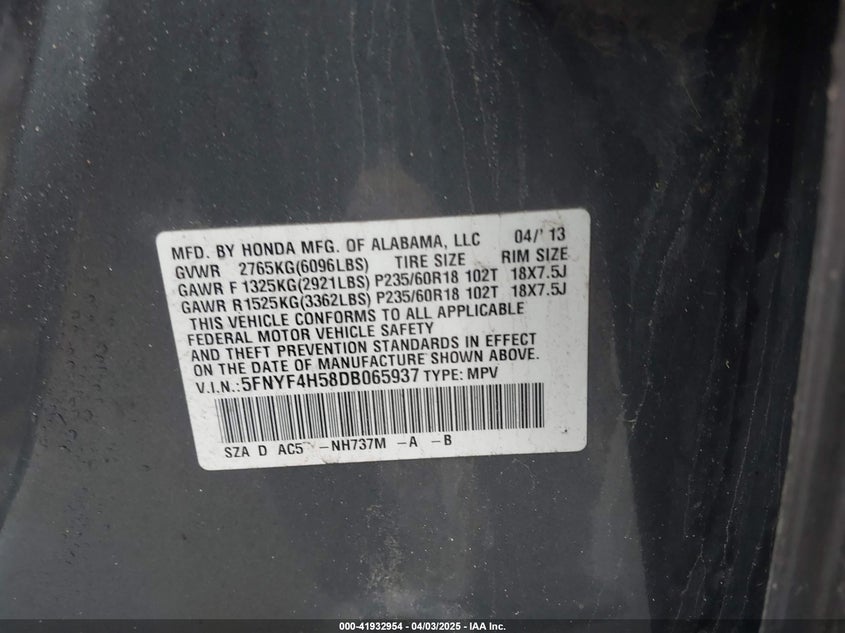 MFD. BY HONDA MFG. OF ALABAMA, LLC 04/' 13
GVWR 2765KG(6096LBS) TIRE SIZE RIM SIZE
GAWR F 1325KG(2921LBS) P235/60R18 102T 18X7.5J
GAWR R1525KG(3362LBS) P235/60R18 102T 18X7.5J
THIS VEHICLE CONFORMS TO ALL APPLICABLE
FEDERAL MOTOR VEHICLE SAFETY
AND THEFT PREVENTION STANDARDS IN EFFECT
ON THE DATE OF MANUFACTURE SHOWN ABOVE.
V.I.N.:5FNYF4H58DB065937 TYPE: MPV
SZA D AC5 -NH737M -A -B
000-41932954 - 04/03/2025 - IAA Inc.